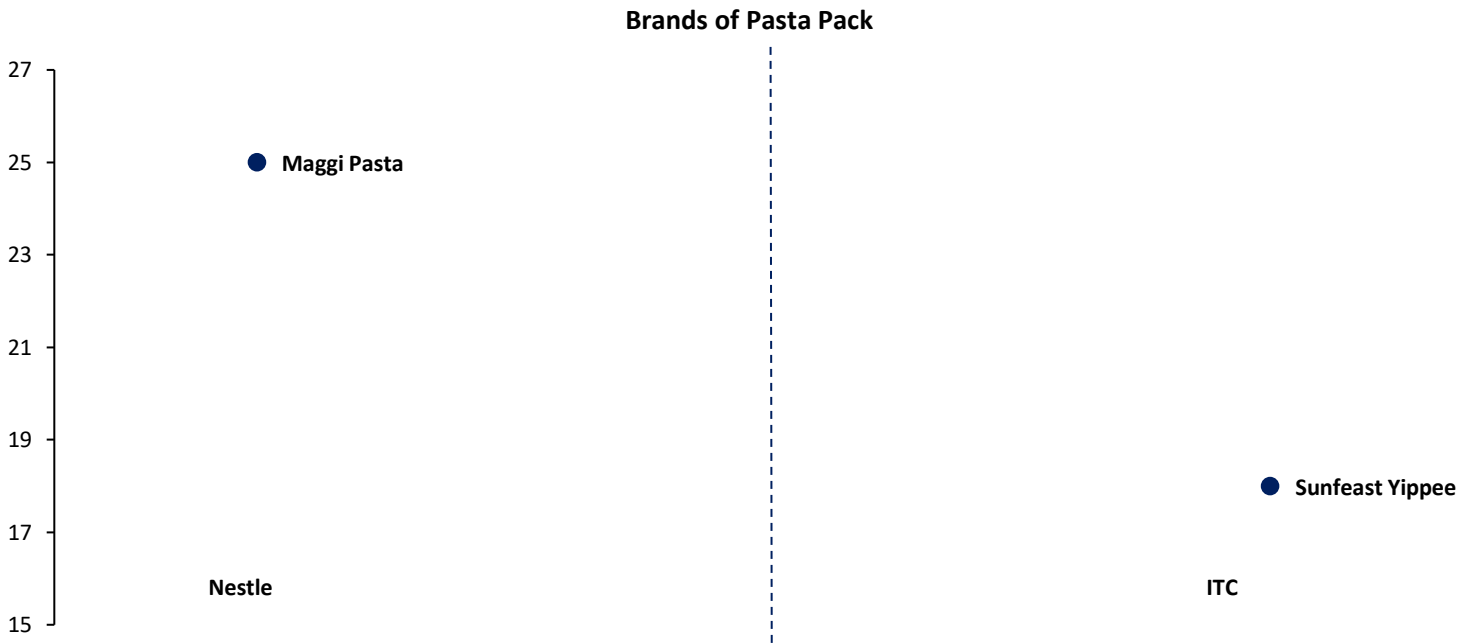 Brands of Pasta Pack
27
25
Maggi Pasta
23
21
19
Sunfeast Yippee
17
Nestle
ITC
15